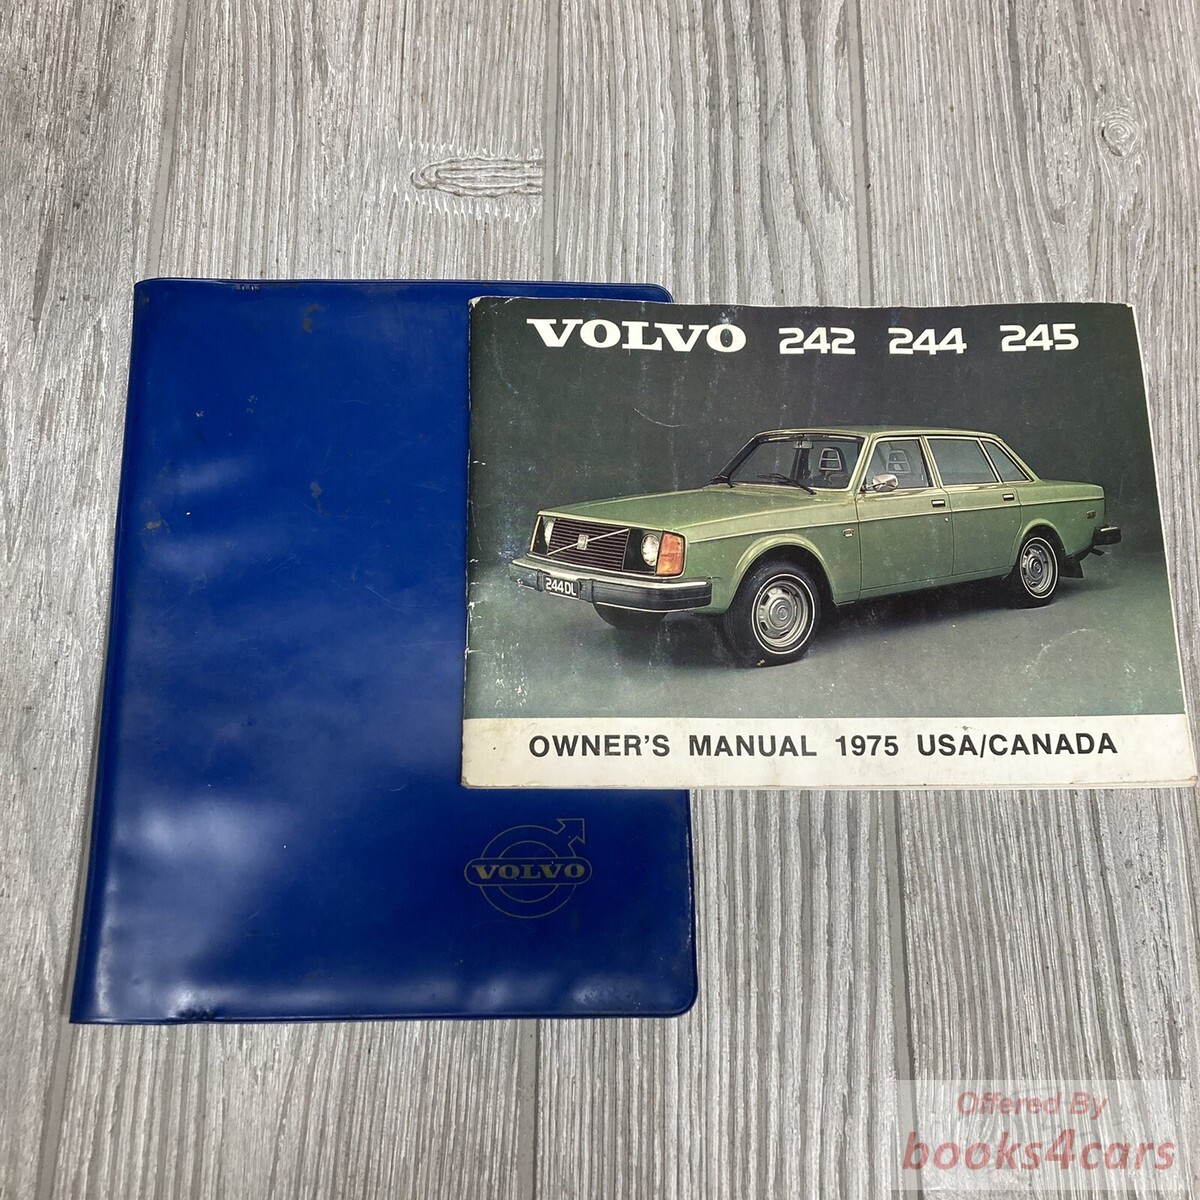 VOLVO 242 244 245
244DL
OWNER'S MANUAL 1975 USA/CANADA
VOLVO
Offered By
books4cars